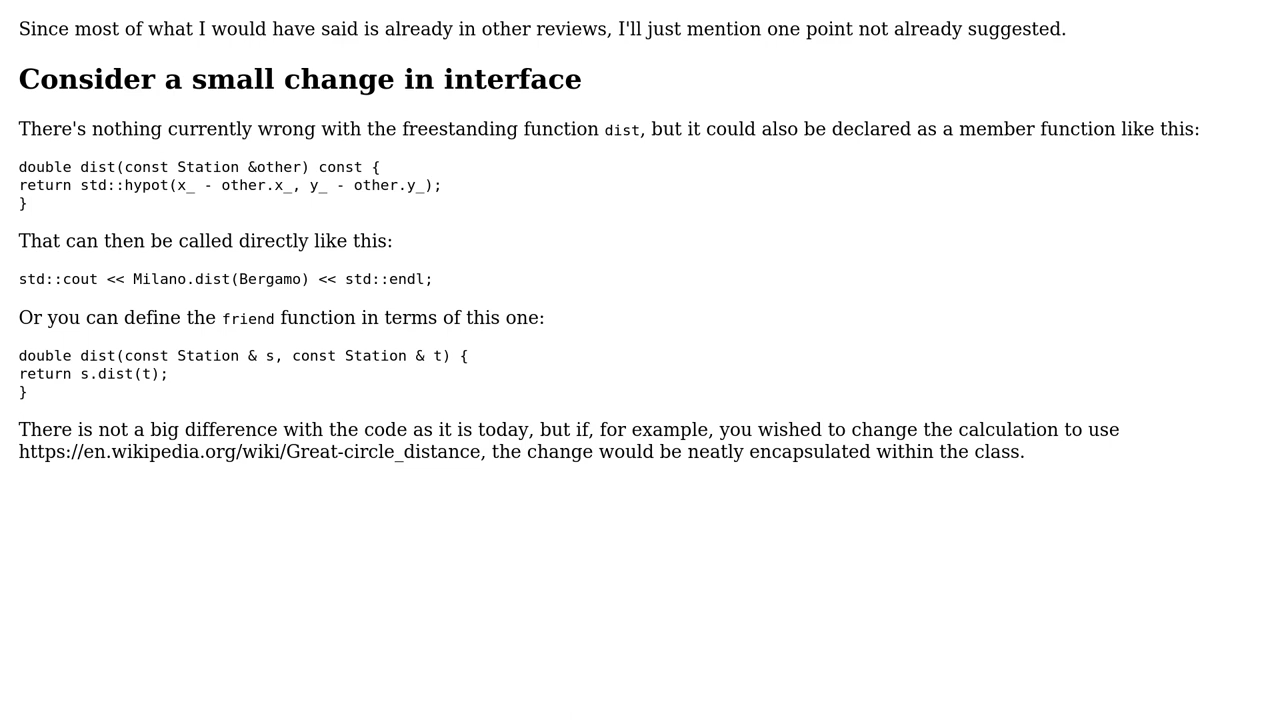 Since most of what I would have said is already in other reviews, I'll just mention one point not already suggested.
Consider a small change in interface
There's nothing currently wrong with the freestanding function dist, but it could also be declared as a member function like this:
double dist(const Station &other) const {
return std::hypot(x_ - other.x_, y_ - other.y_);
}
That can then be called directly like this:
std::cout << Milano.dist(Bergamo) << std::endl;
Or you can define the friend function in terms of this one:
double dist(const Station & s, const Station & t) {
return s.dist(t);
}
There is not a big difference with the code as it is today, but if, for example, you wished to change the calculation to use
https://en.wikipedia.org/wiki/Great-circle_distance, the change would be neatly encapsulated within the class.